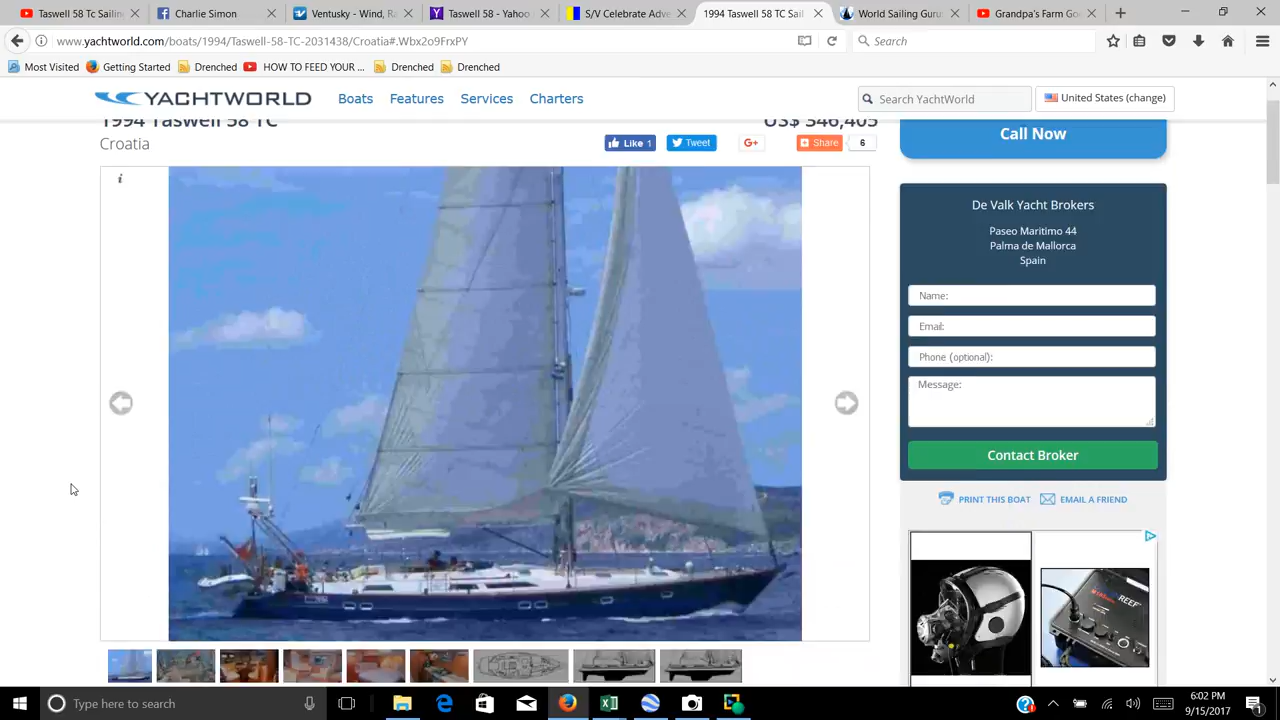 Taswell 58 TC Sailin
Facebook Simon
Ventusky - Wind, Ra
Taswell 58 - Yahoo
S/V Celebrate Adve
1994 Taswell 58 TC Sail
World Sailing Guru
Grandpa's Farm Go
www.yachtworld.com/boats/1994/Taswell-58-TC-2031438/Croatia#.Wbx2o9FrxPY
Search
Most Visited Getting Started Drenched HOW TO FEED YOUR ... Drenched Drenched
YACHTWORLD Boats Features Services Charters
Search YachtWorld
United States (change)
1994 Taswell 58 TC
US$ 346,405
Croatia
Like 1
Tweet
G+
Share
6
i
Call Now
De Valk Yacht Brokers
Paseo Maritimo 44
Palma de Mallorca
Spain
Name:
Email:
Phone (optional):
Message:
Contact Broker
PRINT THIS BOAT EMAIL A FRIEND
REEF
Type here to search
6:02 PM
9/15/2017
1